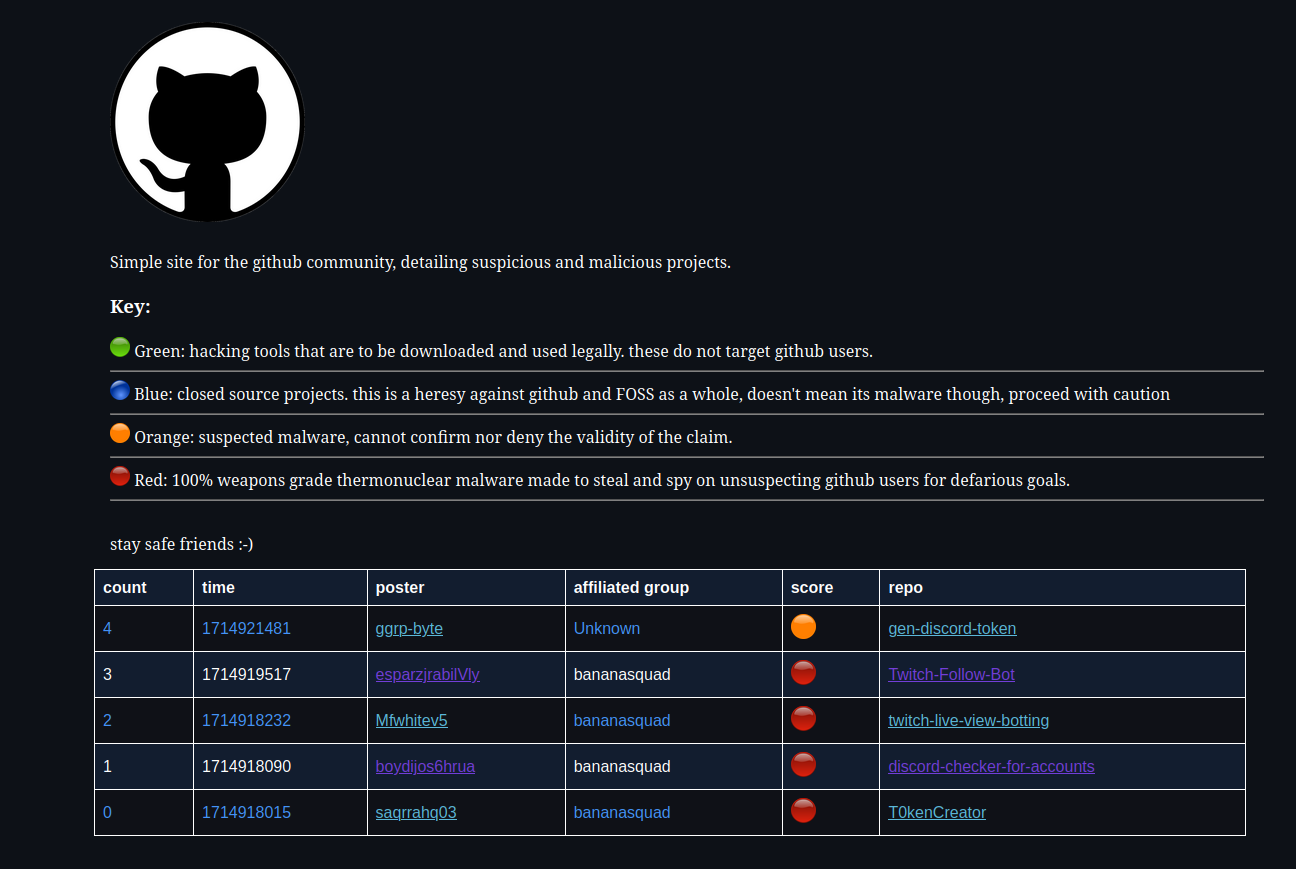 Simple site for the github community, detailing suspicious and malicious projects.
Key:
Green: hacking tools that are to be downloaded and used legally. these do not target github users.
Blue: closed source projects. this is a heresy against github and FOSS as a whole, doesn't mean its malware though, proceed with caution
Orange: suspected malware, cannot confirm nor deny the validity of the claim.
Red: 100% weapons grade thermonuclear malware made to steal and spy on unsuspecting github users for defarious goals.
stay safe friends :-)
count time poster affiliated group score repo
4 1714921481 ggrp-byte Unknown gen-discord-token
3 1714919517 esparzjrabilVly bananasquad Twitch-Follow-Bot
2 1714918232 Mfwhitev5 bananasquad twitch-live-view-botting
1 1714918090 boydijos6hrua bananasquad discord-checker-for-accounts
0 1714918015 saqrrahq03 bananasquad T0kenCreator